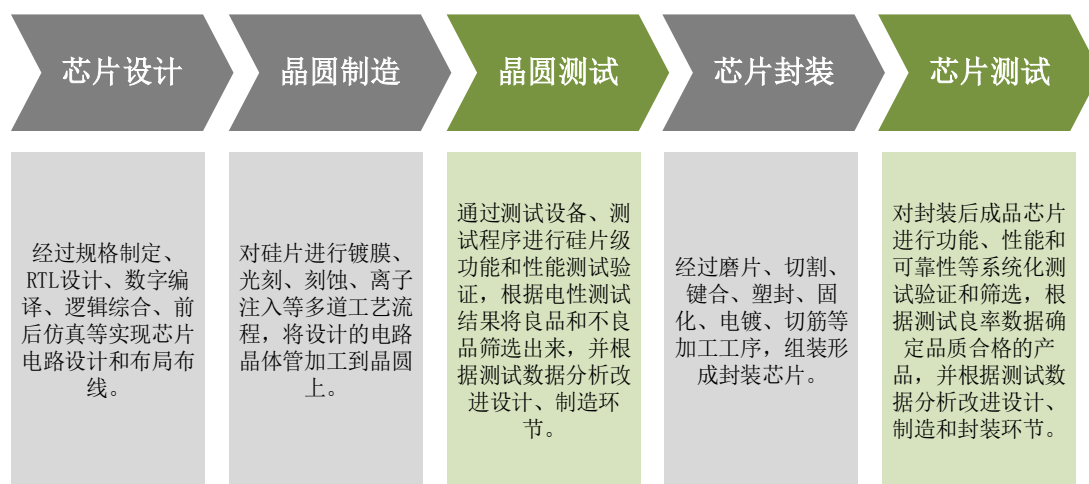 芯片设计
晶圆制造
晶圆测试
芯片封装
芯片测试
经过规格制定、
RTL设计、数字编
译、逻辑综合、前
后仿真等实现芯片
电路设计和布局布
线。
对硅片进行镀膜、
光刻、刻蚀、离子
注入等多道工艺流
程，将设计的电路
晶体管加工到晶圆
上。
通过测试设备、测
试程序进行硅片级
功能和性能测试验
证，根据电性测试
结果将良品和不良
品筛选出来，并根
据测试数据分析改
进设计、制造环
节。
经过磨片、切割、
键合、塑封、固
化、电镀、切筋等
加工工序，组装形
成封装芯片。
对封装后成品芯片
进行功能、性能和
可靠性等系统化测
试验证和筛选，根
据测试良率数据确
定品质合格的产
品，并根据测试数
据分析改进设计、
制造和封装环节。